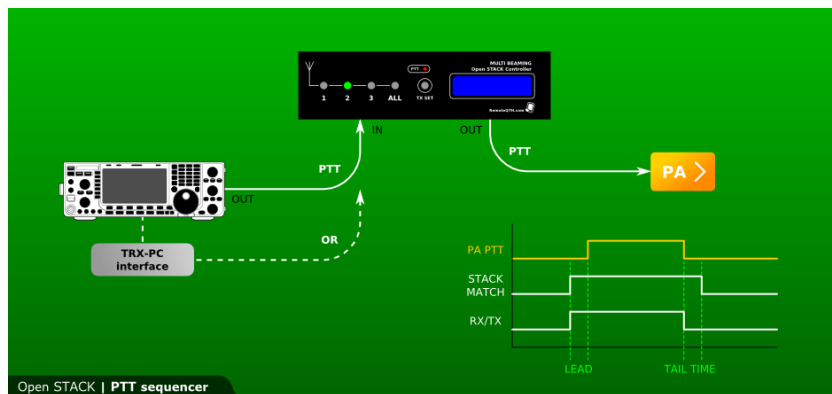 MULTI BEAMING
Open STACK Controller
PTT
1 2 3 ALL TX SET
RemoteQTH.com
IN OUT
PTT PTT
PA
OUT
OR
TRX-PC
interface
PA PTT
STACK
MATCH
RX/TX
LEAD TAIL TIME
Open STACK | PTT sequencer